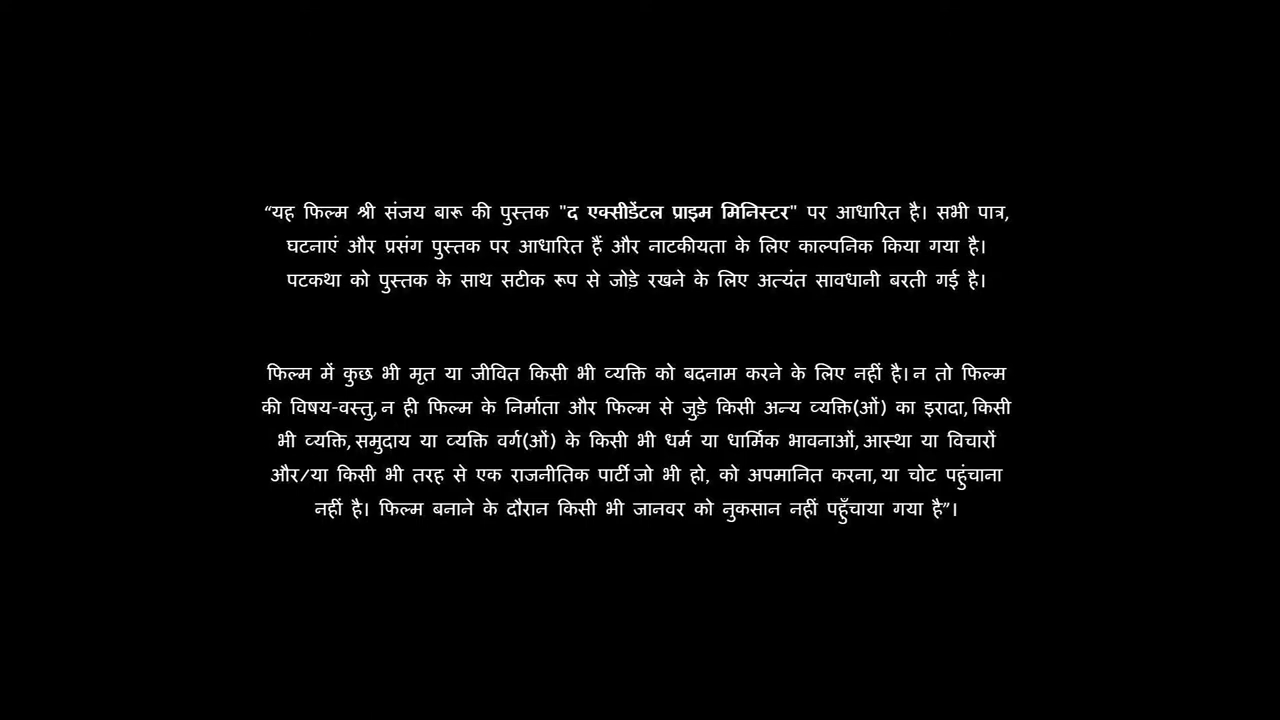 “यह फिल्म श्री संजय बारू की पुस्तक "द एक्सीडेंटल प्राइम मिनिस्टर" पर आधारित है। सभी पात्र,
घटनाएं और प्रसंग पुस्तक पर आधारित हैं और नाटकीयता के लिए काल्पनिक किया गया है।
पटकथा को पुस्तक के साथ सटीक रूप से जोड़े रखने के लिए अत्यंत सावधानी बरती गई है।
फिल्म में कुछ भी मृत या जीवित किसी भी व्यक्ति को बदनाम करने के लिए नहीं है। न तो फिल्म
की विषय-वस्तु, न ही फिल्म के निर्माता और फिल्म से जुड़े किसी अन्य व्यक्ति(ओं) का इरादा, किसी
भी व्यक्ति, समुदाय या व्यक्ति वर्ग(ओं) के किसी भी धर्म या धार्मिक भावनाओं, आस्था या विचारों
और/या किसी भी तरह से एक राजनीतिक पार्टी जो भी हो, को अपमानित करना, या चोट पहुंचाना
नहीं है। फिल्म बनाने के दौरान किसी भी जानवर को नुकसान नहीं पहुँचाया गया है”।